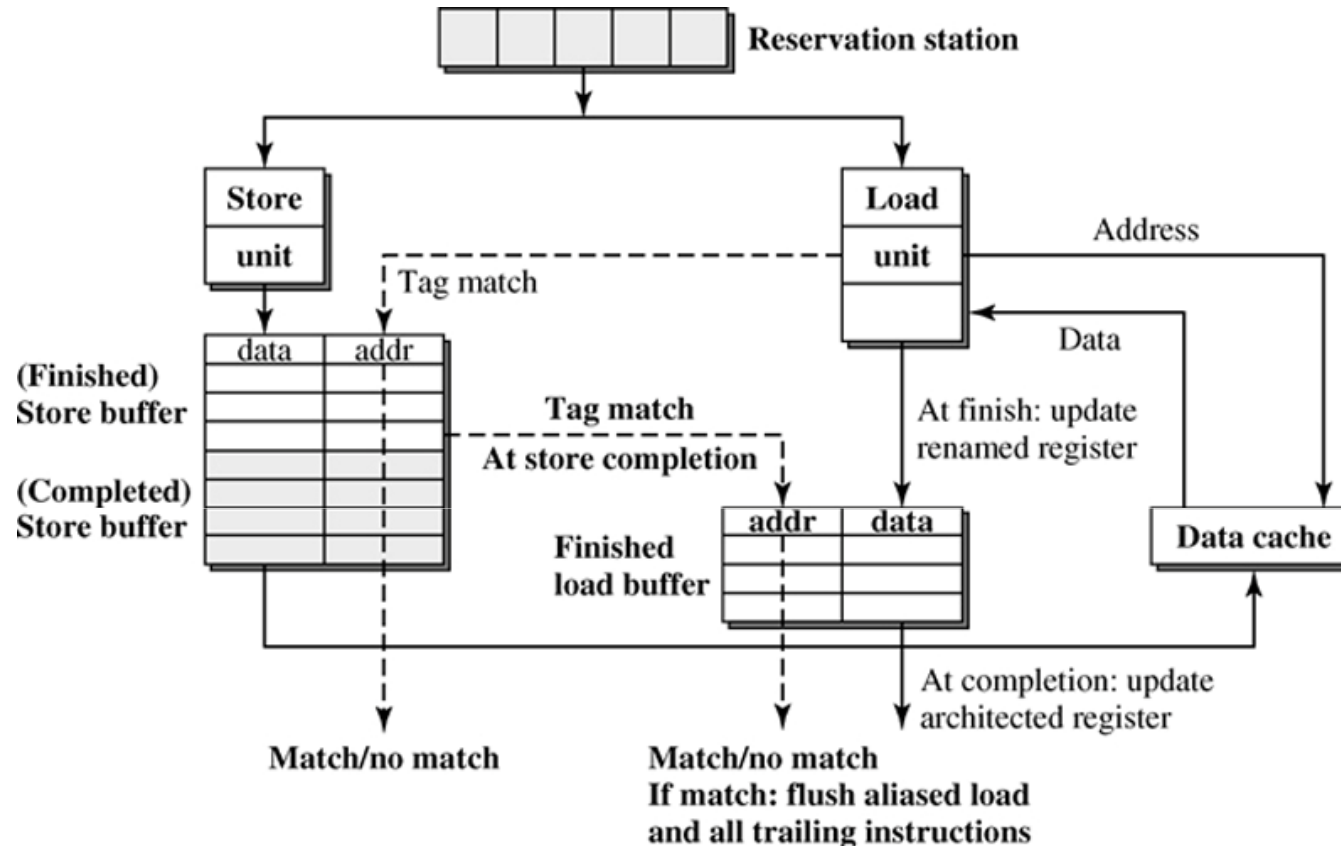 Reservation station
Store
unit
Load
unit
Address
Tag match
Data
data addr
(Finished)
Store buffer
Tag match
At store completion
At finish: update
renamed register
(Completed)
Store buffer
addr data
Finished
load buffer
Data cache
At completion: update
architected register
Match/no match
Match/no match
If match: flush aliased load
and all trailing instructions